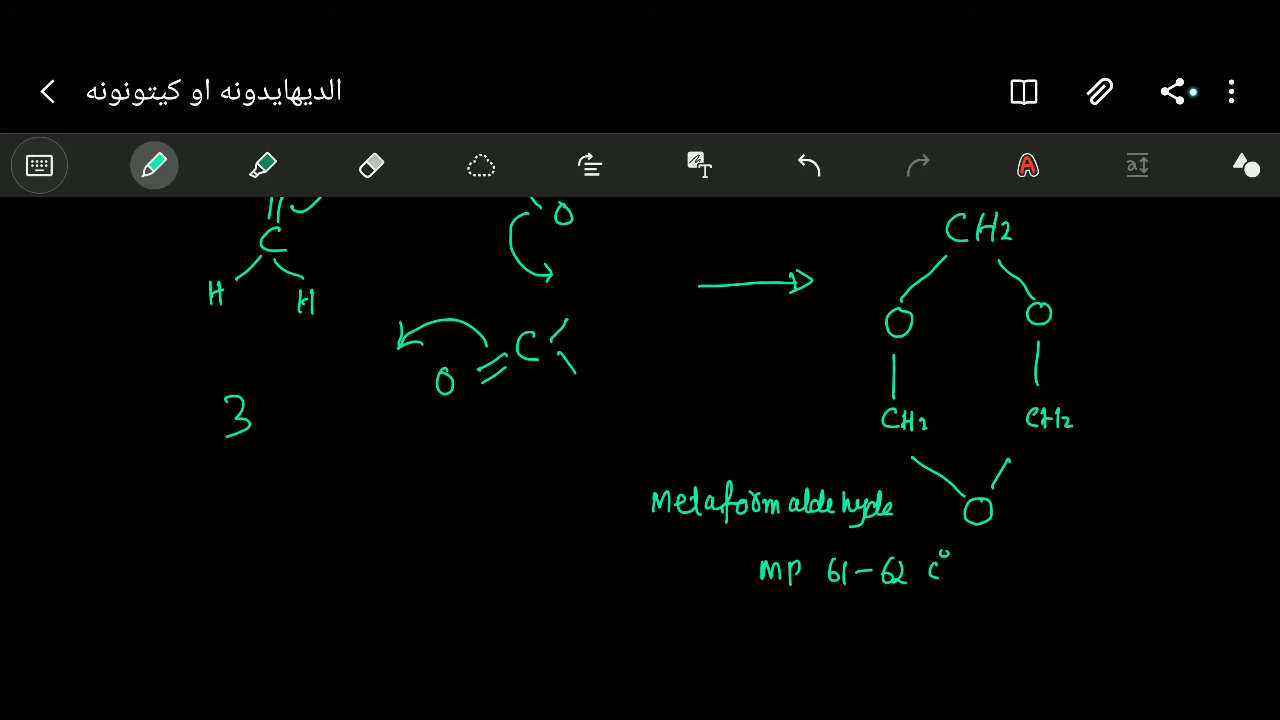 الديهايدونه او كيتونونه
O
CH2
C
H H
O O
C
O
3
CH2 CH2
Metaformaldehyde
O
MP 61-62 C°